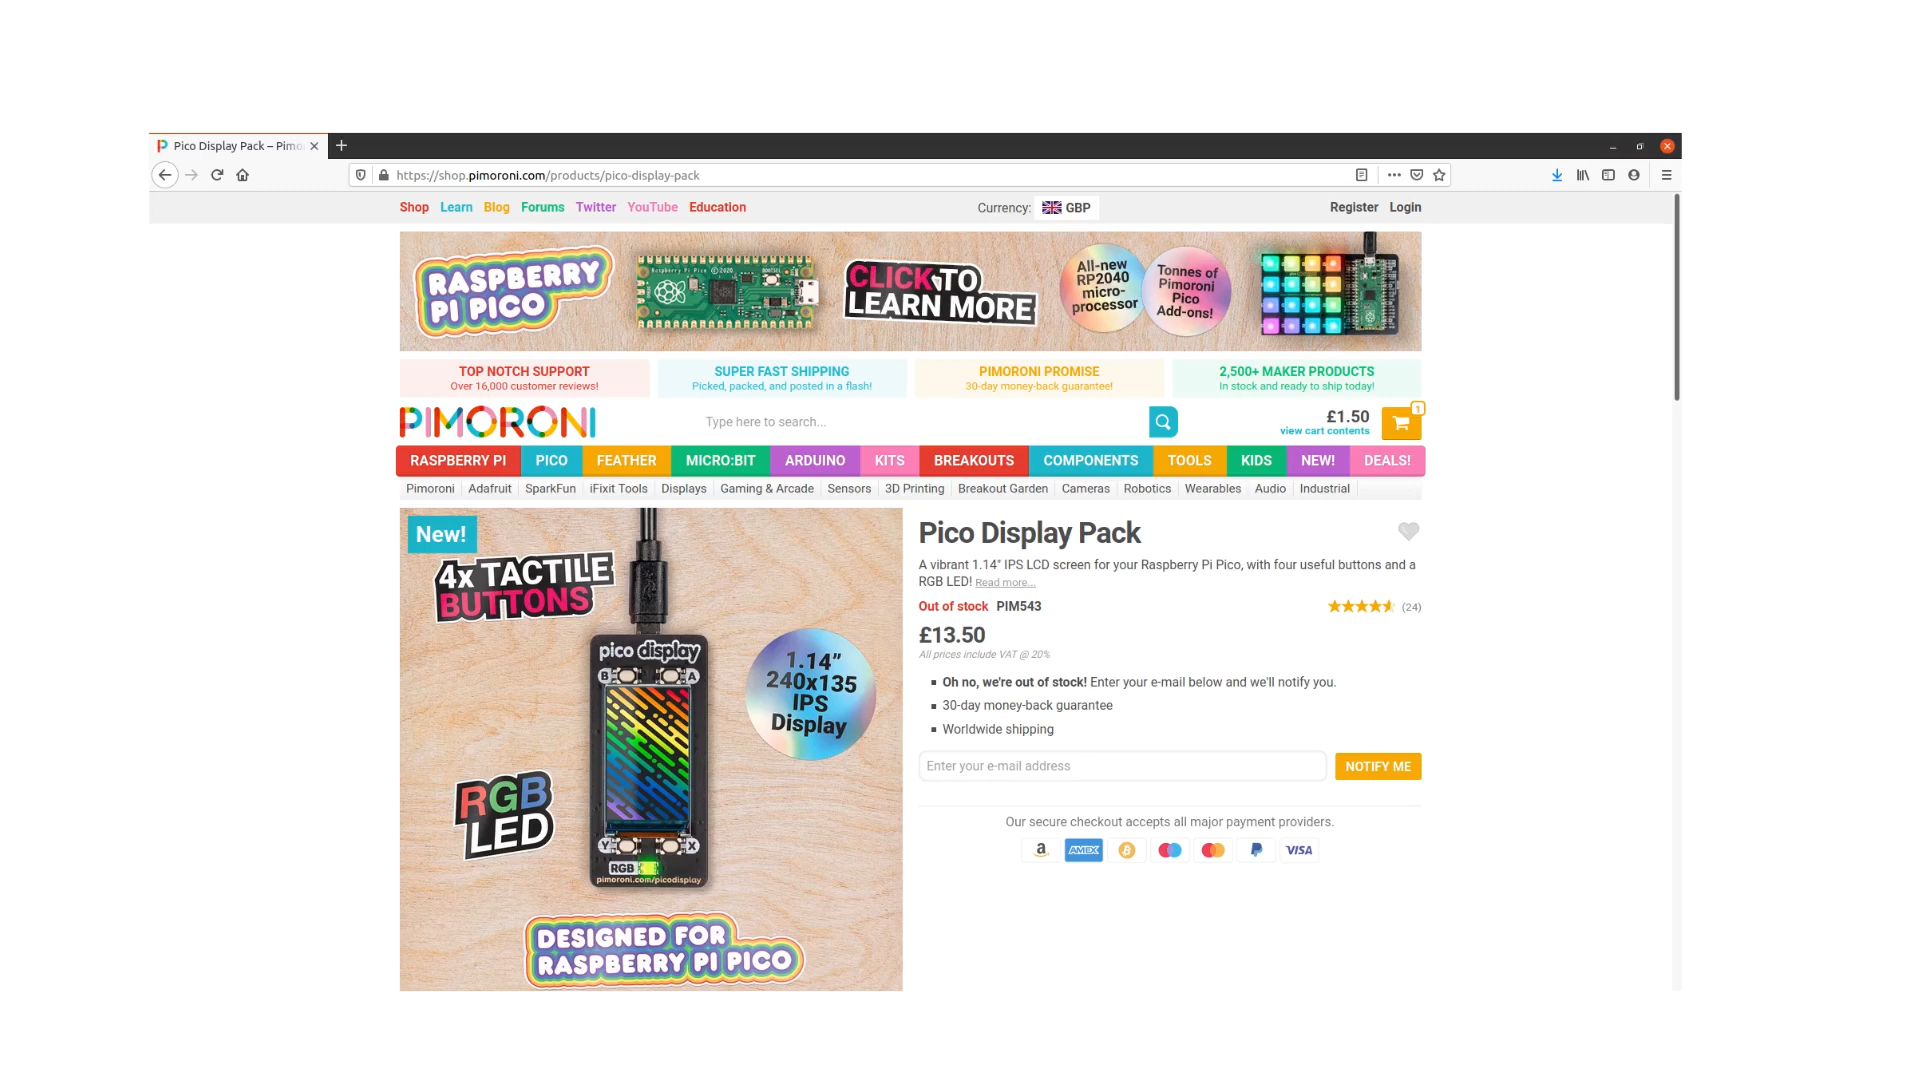 Pico Display Pack – Pimo
https://shop.pimoroni.com/products/pico-display-pack
Shop Learn Blog Forums Twitter YouTube Education
Currency: GBP
Register Login
RASPBERRY
PI PICO
Raspberry Pi Pico ©2020
BOOTSEL
CLICK TO
LEARN MORE
All-new
RP2040
micro-
processor
Tonnes of
Pimoroni
Pico
Add-ons!
TOP NOTCH SUPPORT
Over 16,000 customer reviews!
SUPER FAST SHIPPING
Picked, packed, and posted in a flash!
PIMORONI PROMISE
30-day money-back guarantee!
2,500+ MAKER PRODUCTS
In stock and ready to ship today!
PIMORONI
Type here to search...
£1.50
view cart contents
1
RASPBERRY PI PICO FEATHER MICRO:BIT ARDUINO KITS BREAKOUTS COMPONENTS TOOLS KIDS NEW! DEALS!
Pimoroni Adafruit SparkFun iFixit Tools Displays Gaming & Arcade Sensors 3D Printing Breakout Garden Cameras Robotics Wearables Audio Industrial
New!
4x TACTILE
BUTTONS
pico display
B A
1.14”
240x135
IPS
Display
RGB
LED
Y X
RGB
pimoroni.com/picodisplay
DESIGNED FOR
RASPBERRY PI PICO
Pico Display Pack
A vibrant 1.14" IPS LCD screen for your Raspberry Pi Pico, with four useful buttons and a
RGB LED! Read more...
Out of stock PIM543
(24)
£13.50
All prices include VAT @ 20%
Oh no, we're out of stock! Enter your e-mail below and we'll notify you.
30-day money-back guarantee
Worldwide shipping
Enter your e-mail address
NOTIFY ME
Our secure checkout accepts all major payment providers.
a AMEX VISA